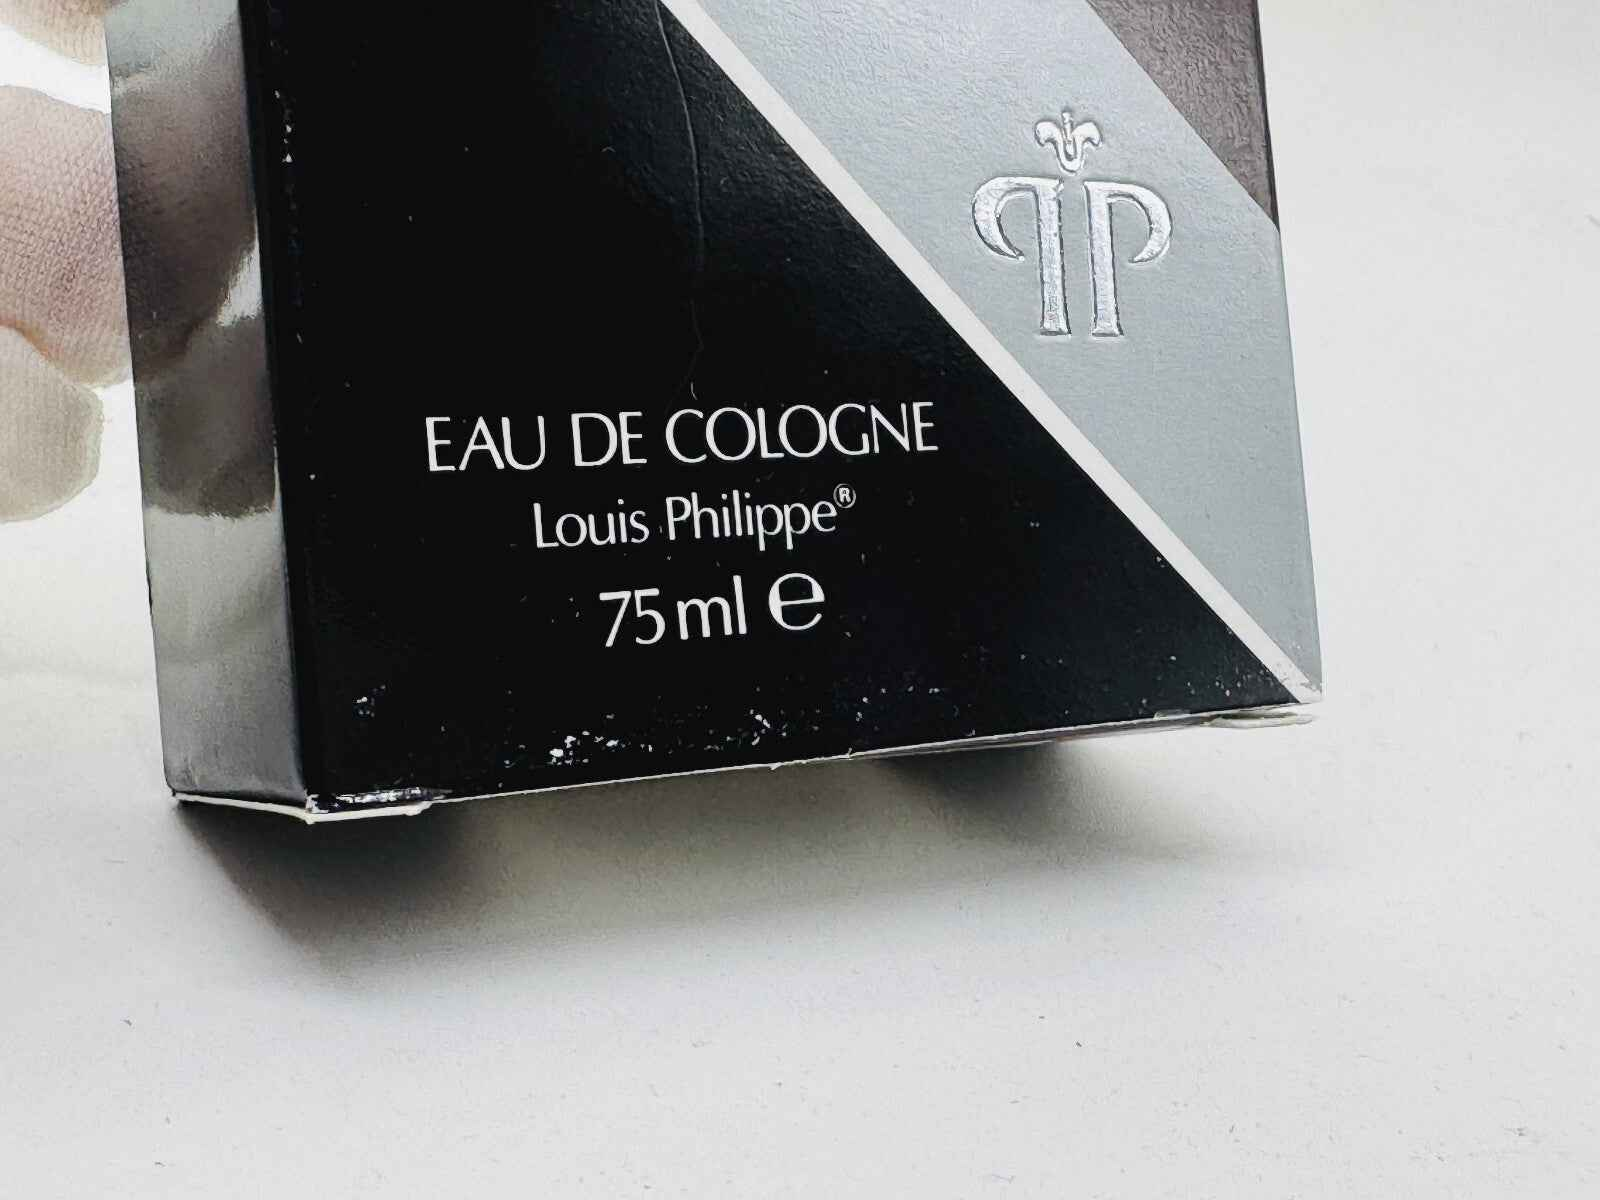 EAU DE COLOGNE
Louis Philippe®
75 ml ℮